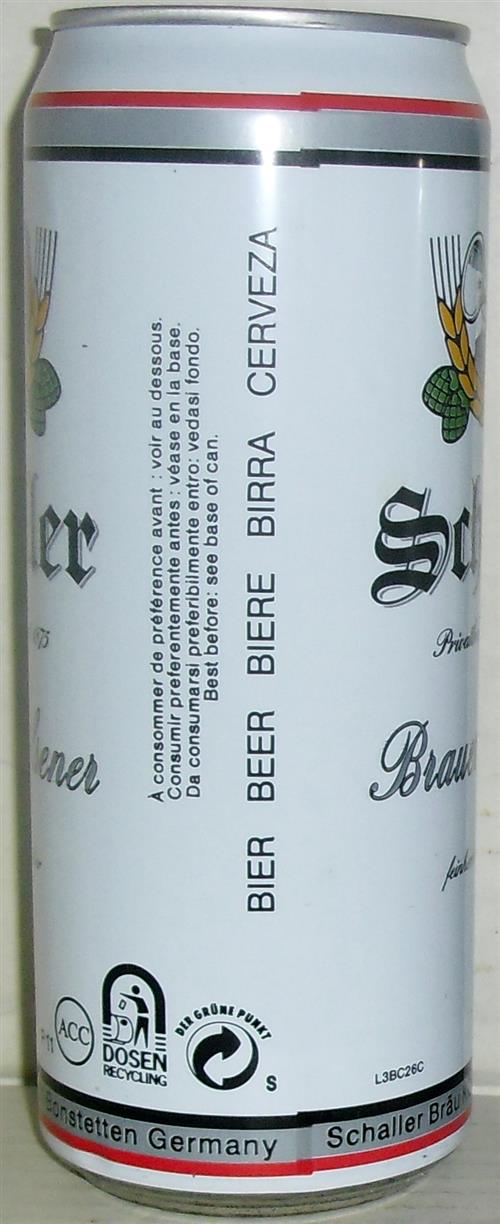 À consommer de préférence avant : voir au dessous.
Consumir preferentemente antes : véase en la base.
Da consumarsi preferibilmente entro: vedasi fondo.
Best before: see base of can.
BIER BEER BIERE BIRRA CERVEZA
ler
Sch
ACC
DOSEN
RECYCLING
DER GRÜNE PUNKT
S
L3BC26C
Bonstetten Germany
Schaller Bräu